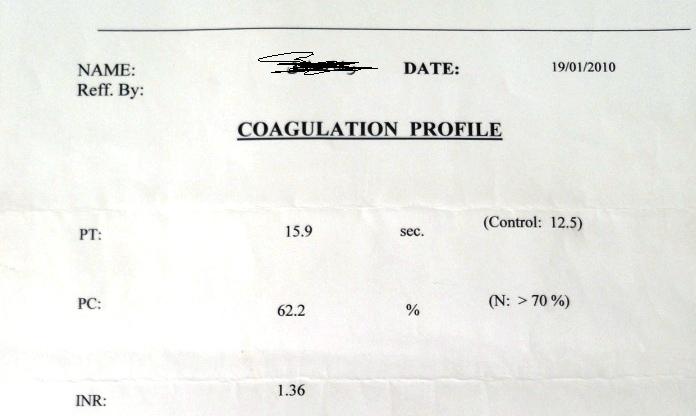 NAME: DATE: 19/01/2010
Reff. By:
COAGULATION PROFILE
PT: 15.9 sec. (Control: 12.5)
PC: 62.2 % (N: > 70 %)
INR: 1.36